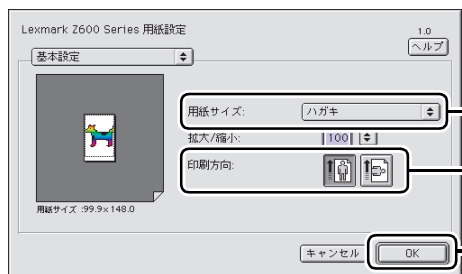 Lexmark Z600 Series 用紙設定
1.0
ヘルプ
基本設定
用紙サイズ: ハガキ
拡大/縮小: 100
印刷方向:
用紙サイズ :99.9×148.0
キャンセル OK